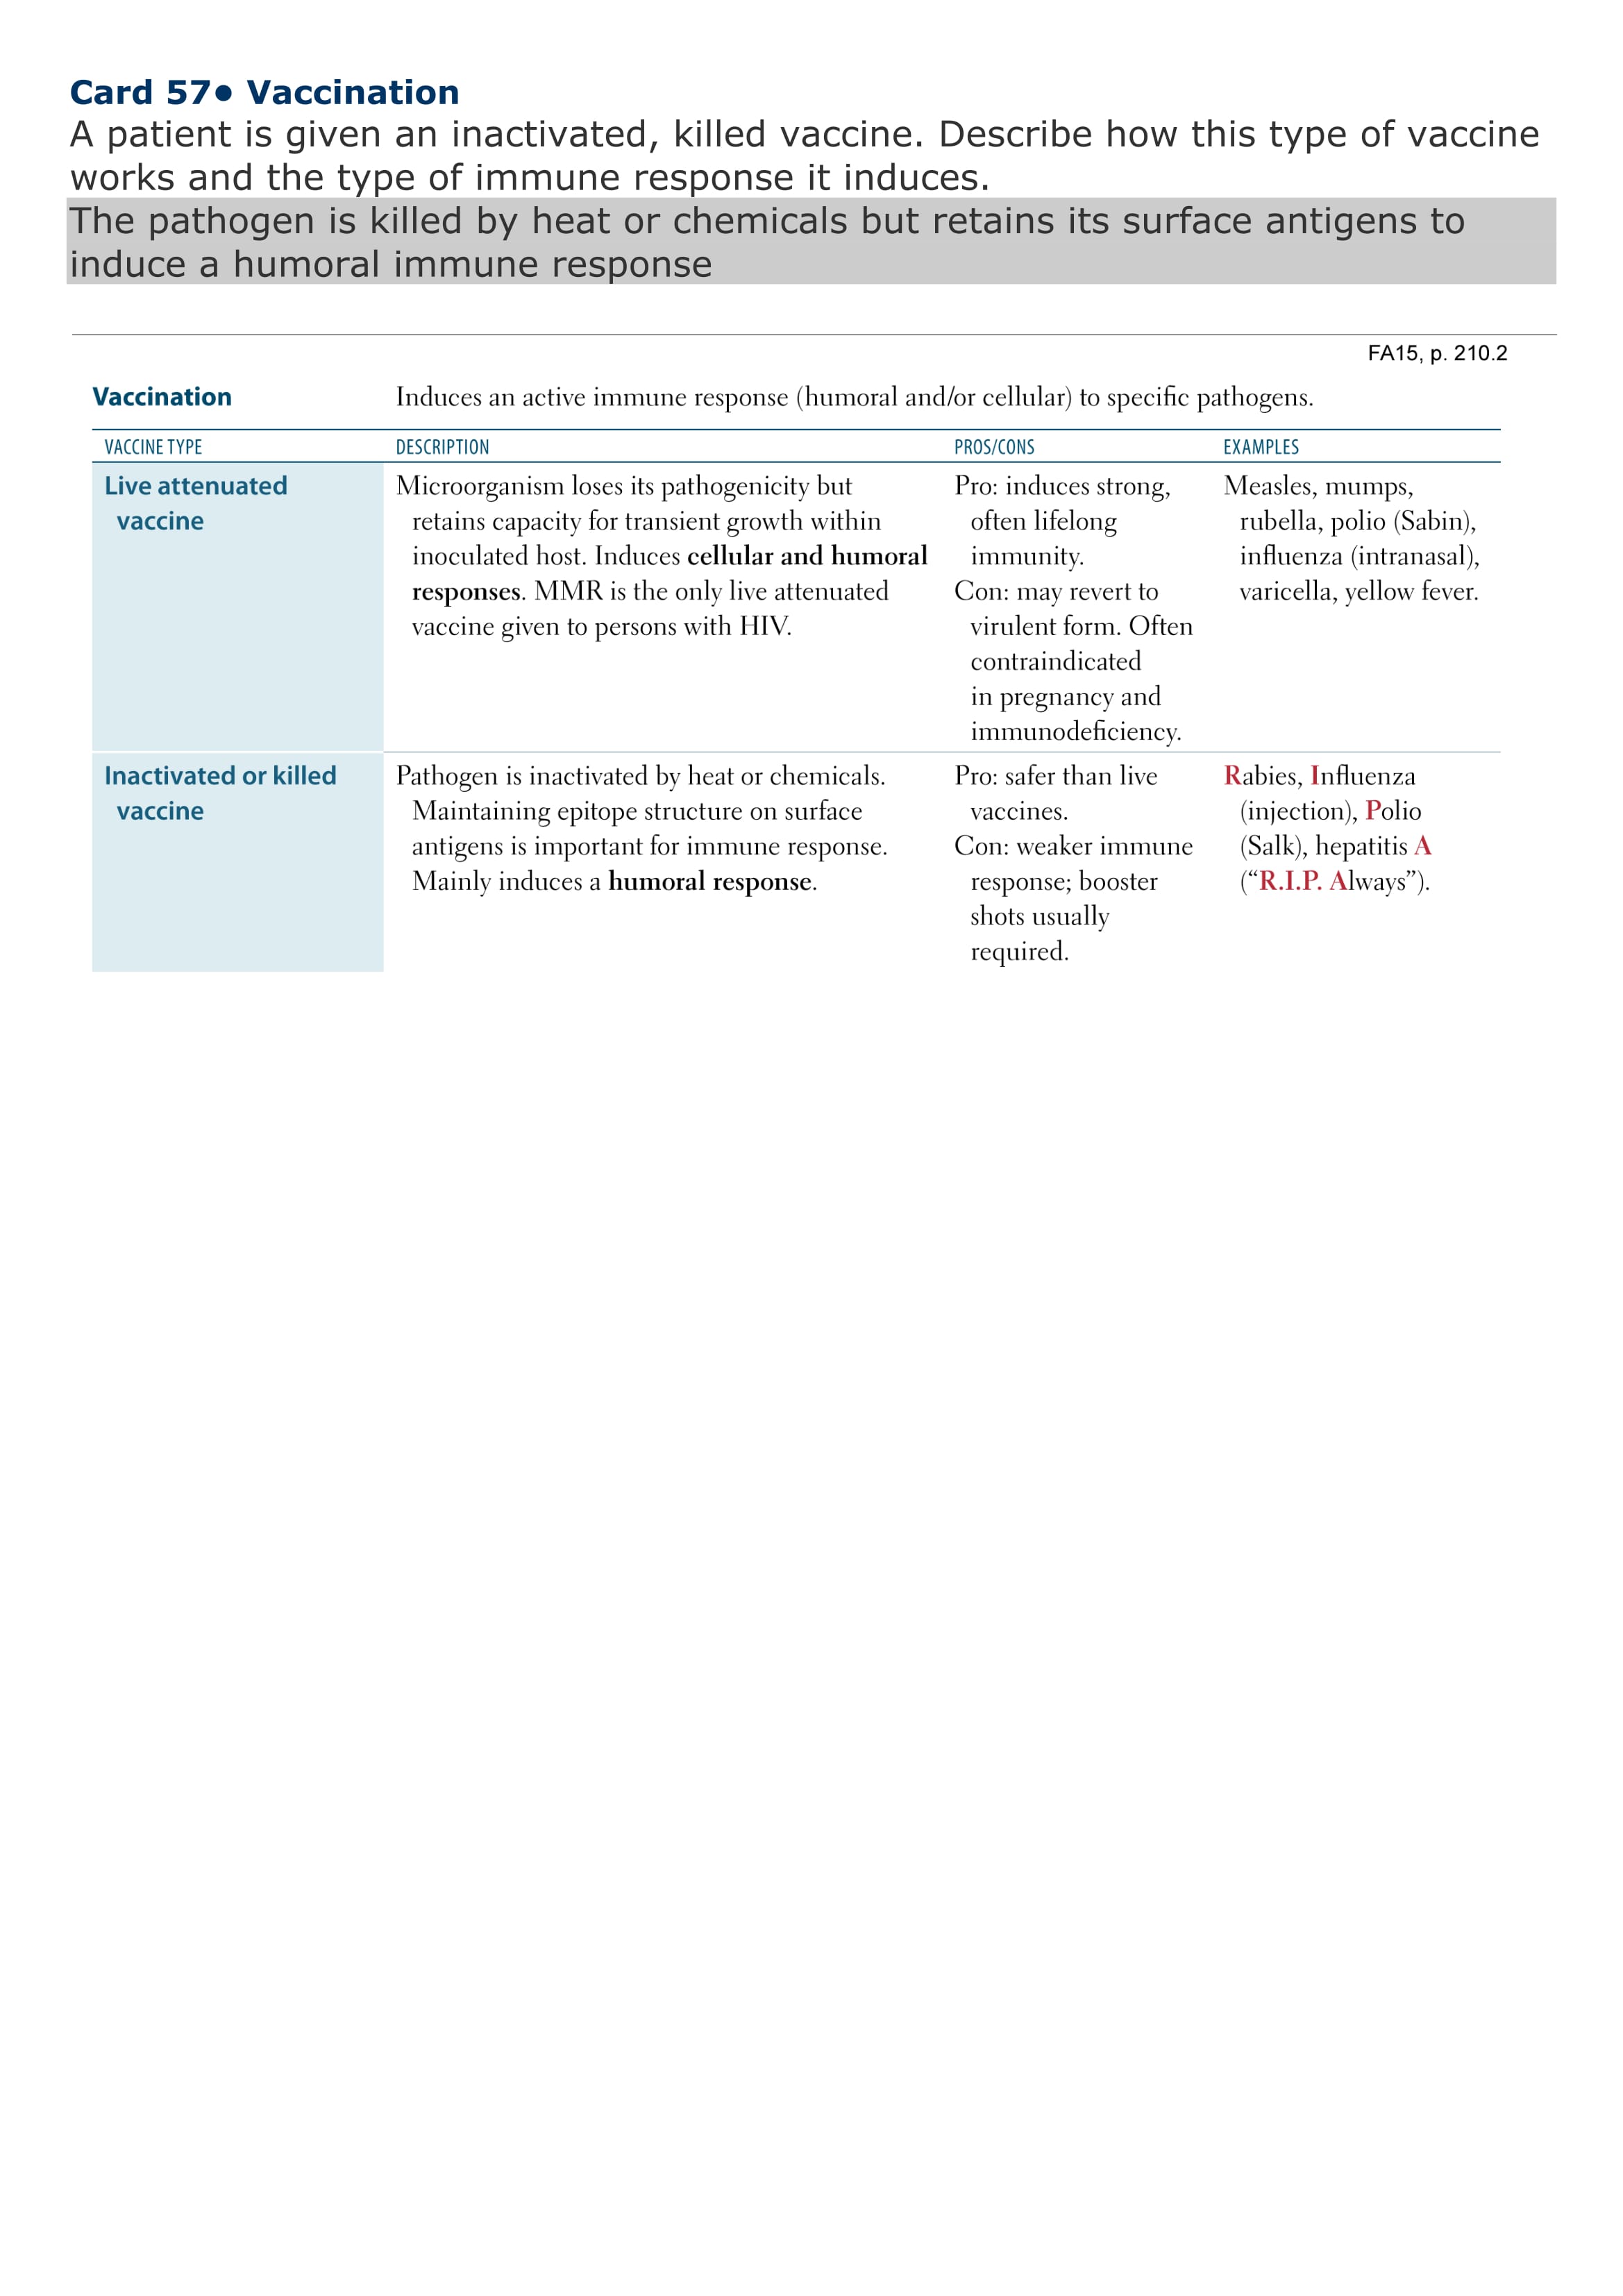 Card 57● Vaccination
A patient is given an inactivated, killed vaccine. Describe how this type of vaccine
works and the type of immune response it induces.
The pathogen is killed by heat or chemicals but retains its surface antigens to
induce a humoral immune response
FA15, p. 210.2
Vaccination Induces an active immune response (humoral and/or cellular) to specific pathogens.
VACCINE TYPE DESCRIPTION PROS/CONS EXAMPLES
Live attenuated
vaccine
Microorganism loses its pathogenicity but
retains capacity for transient growth within
inoculated host. Induces cellular and humoral
responses. MMR is the only live attenuated
vaccine given to persons with HIV.
Pro: induces strong,
often lifelong
immunity.
Con: may revert to
virulent form. Often
contraindicated
in pregnancy and
immunodeficiency.
Measles, mumps,
rubella, polio (Sabin),
influenza (intranasal),
varicella, yellow fever.
Inactivated or killed
vaccine
Pathogen is inactivated by heat or chemicals.
Maintaining epitope structure on surface
antigens is important for immune response.
Mainly induces a humoral response.
Pro: safer than live
vaccines.
Con: weaker immune
response; booster
shots usually
required.
Rabies, Influenza
(injection), Polio
(Salk), hepatitis A
(“R.I.P. Always”).